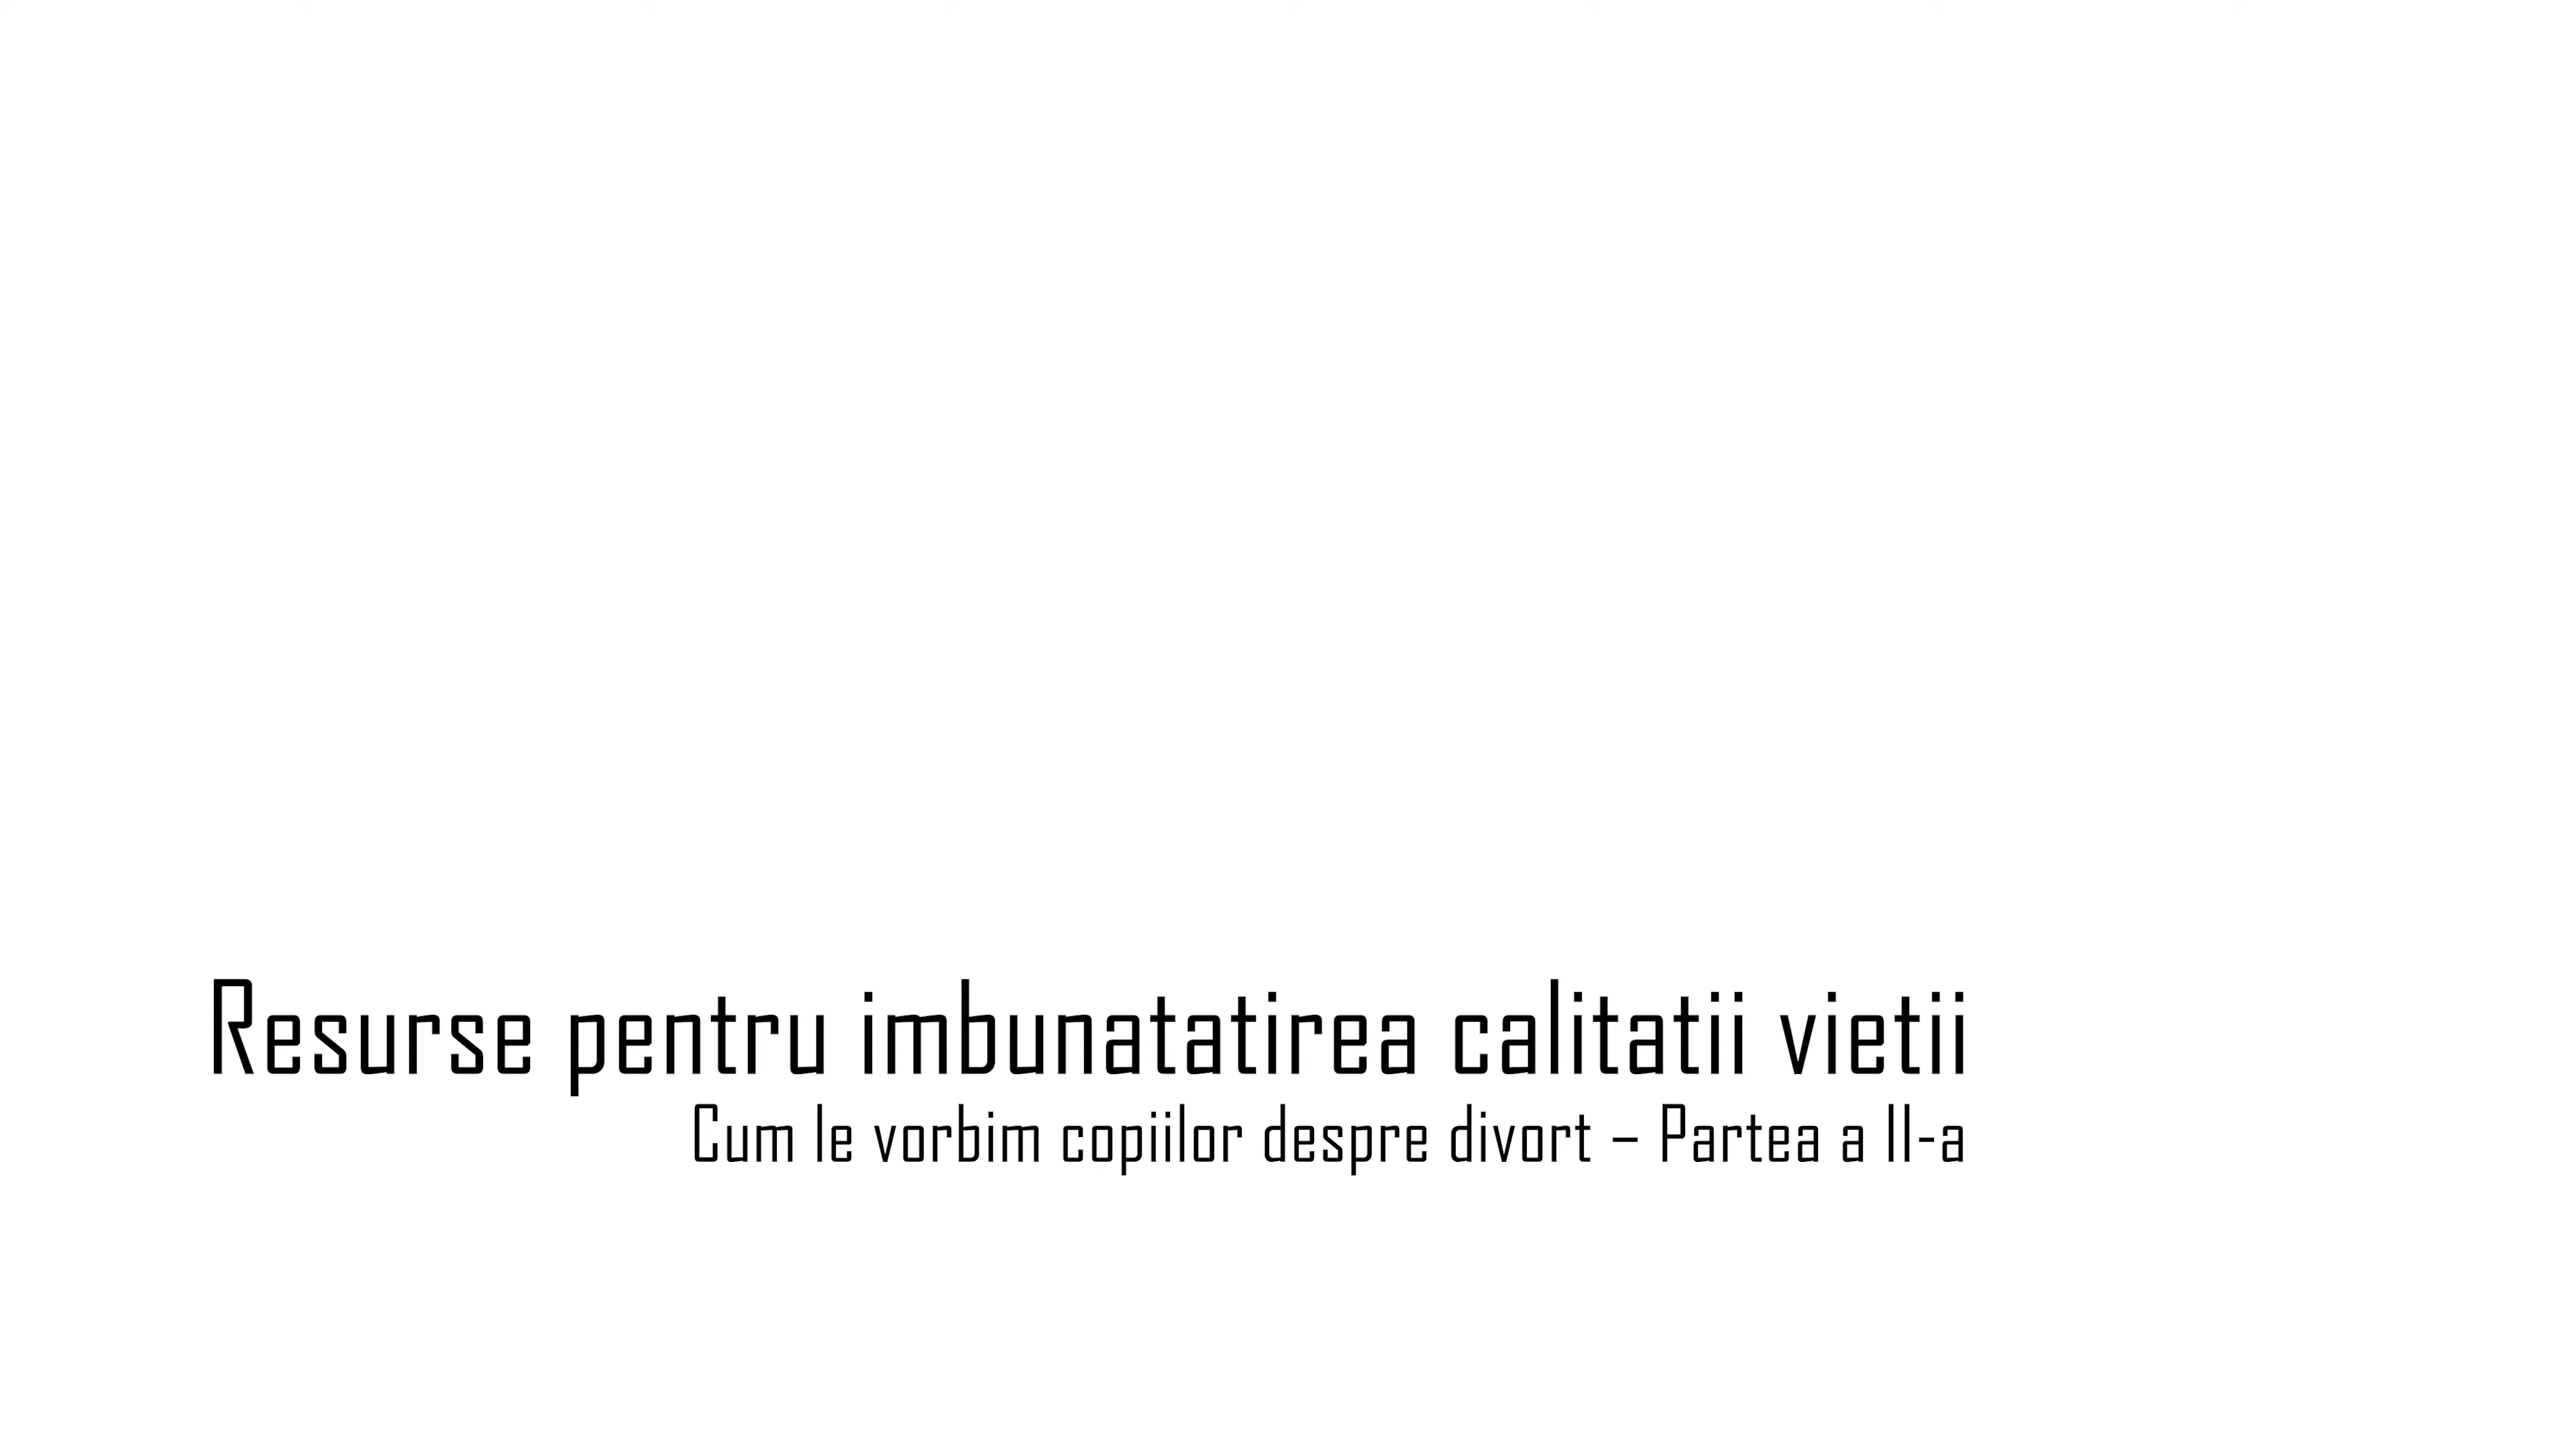 Resurse pentru imbunatatirea calitatii vietii
Cum le vorbim copiilor despre divort – Partea a II-a